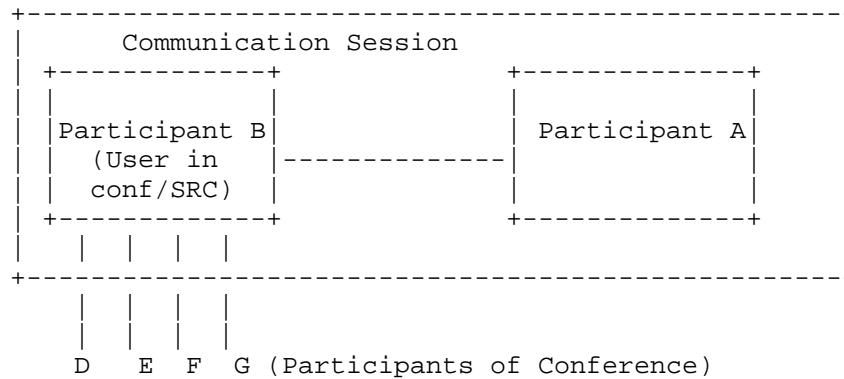 Communication Session
Participant B
Participant A
(User in
conf/SRC)
D E F G (Participants of Conference)